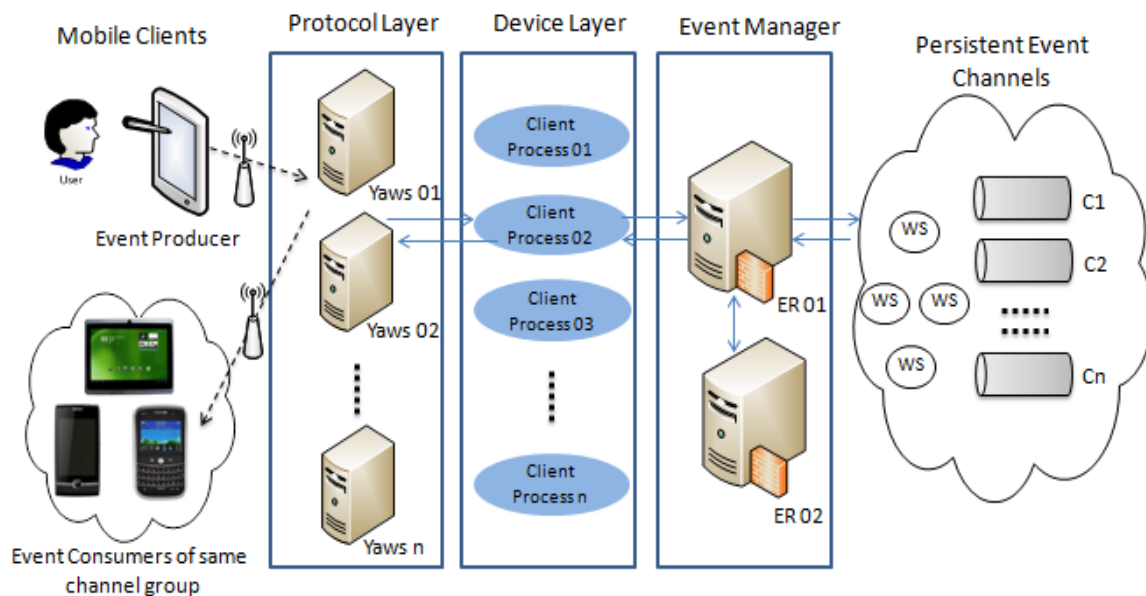 Mobile Clients
User
Event Producer
Event Consumers of same
channel group
Protocol Layer
Yaws 01
Yaws 02
Yaws n
Device Layer
Client
Process 01
Client
Process 02
Client
Process 03
Client
Process n
Event Manager
ER 01
ER 02
Persistent Event
Channels
WS
WS
WS
WS
C1
C2
Cn